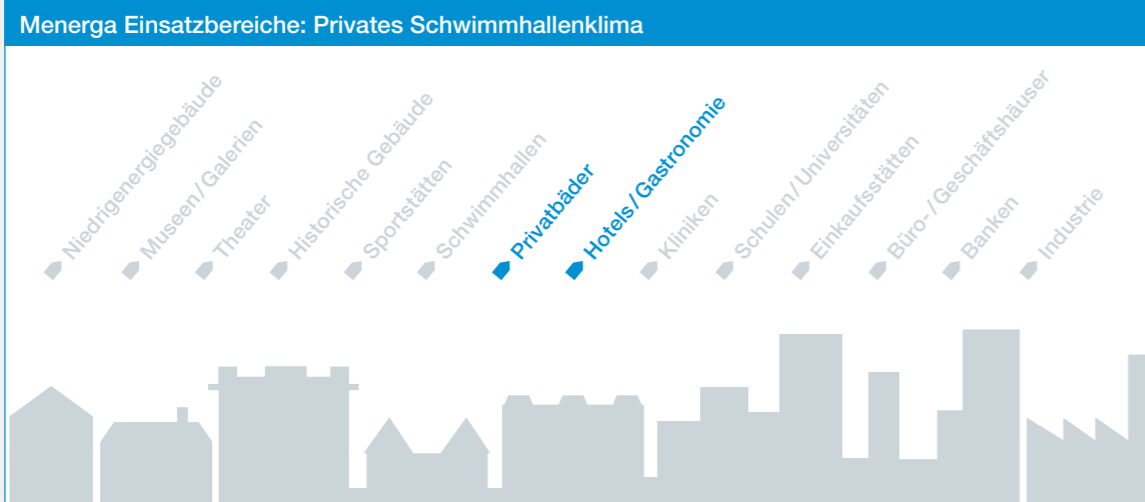 Menerga Einsatzbereiche: Privates Schwimmhallenklima
Niedrigenergiegebäude
Museen/Galerien
Theater
Historische Gebäude
Sportstätten
Schwimmhallen
Privatbäder
Hotels/Gastronomie
Kliniken
Schulen/Universitäten
Einkaufsstätten
Büro-/Geschäftshäuser
Banken
Industrie